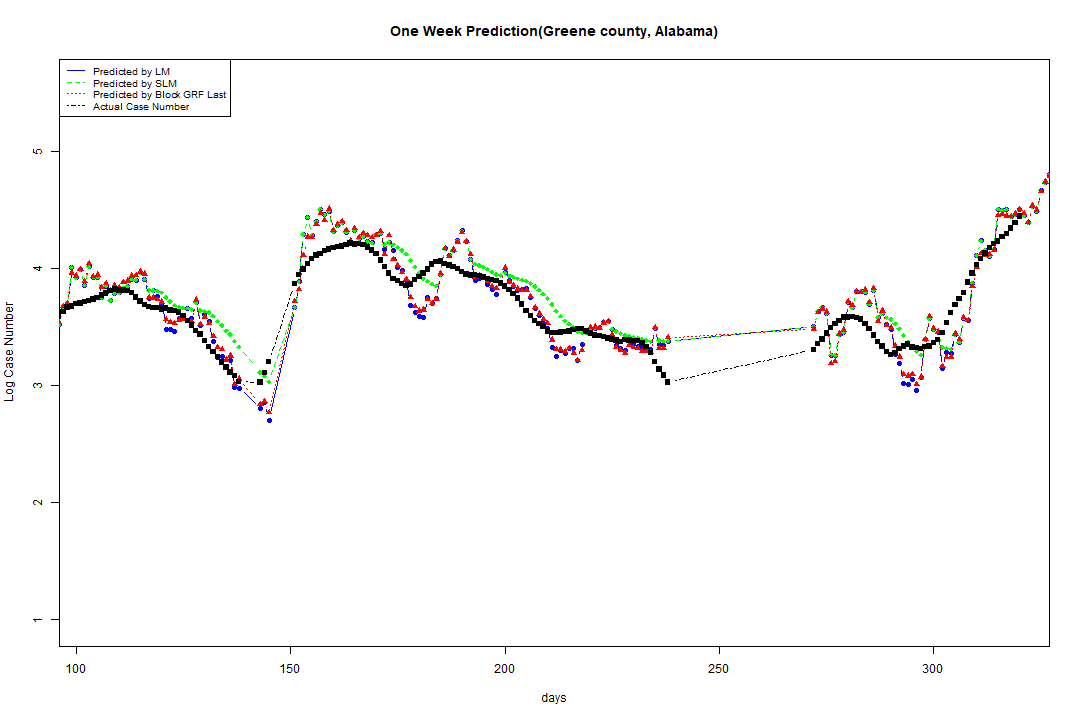 One Week Prediction(Greene county, Alabama)
Predicted by LM
Predicted by SLM
Predicted by Block GRF Last
Actual Case Number
5
4
3
2
1
Log Case Number
100 150 200 250 300
days